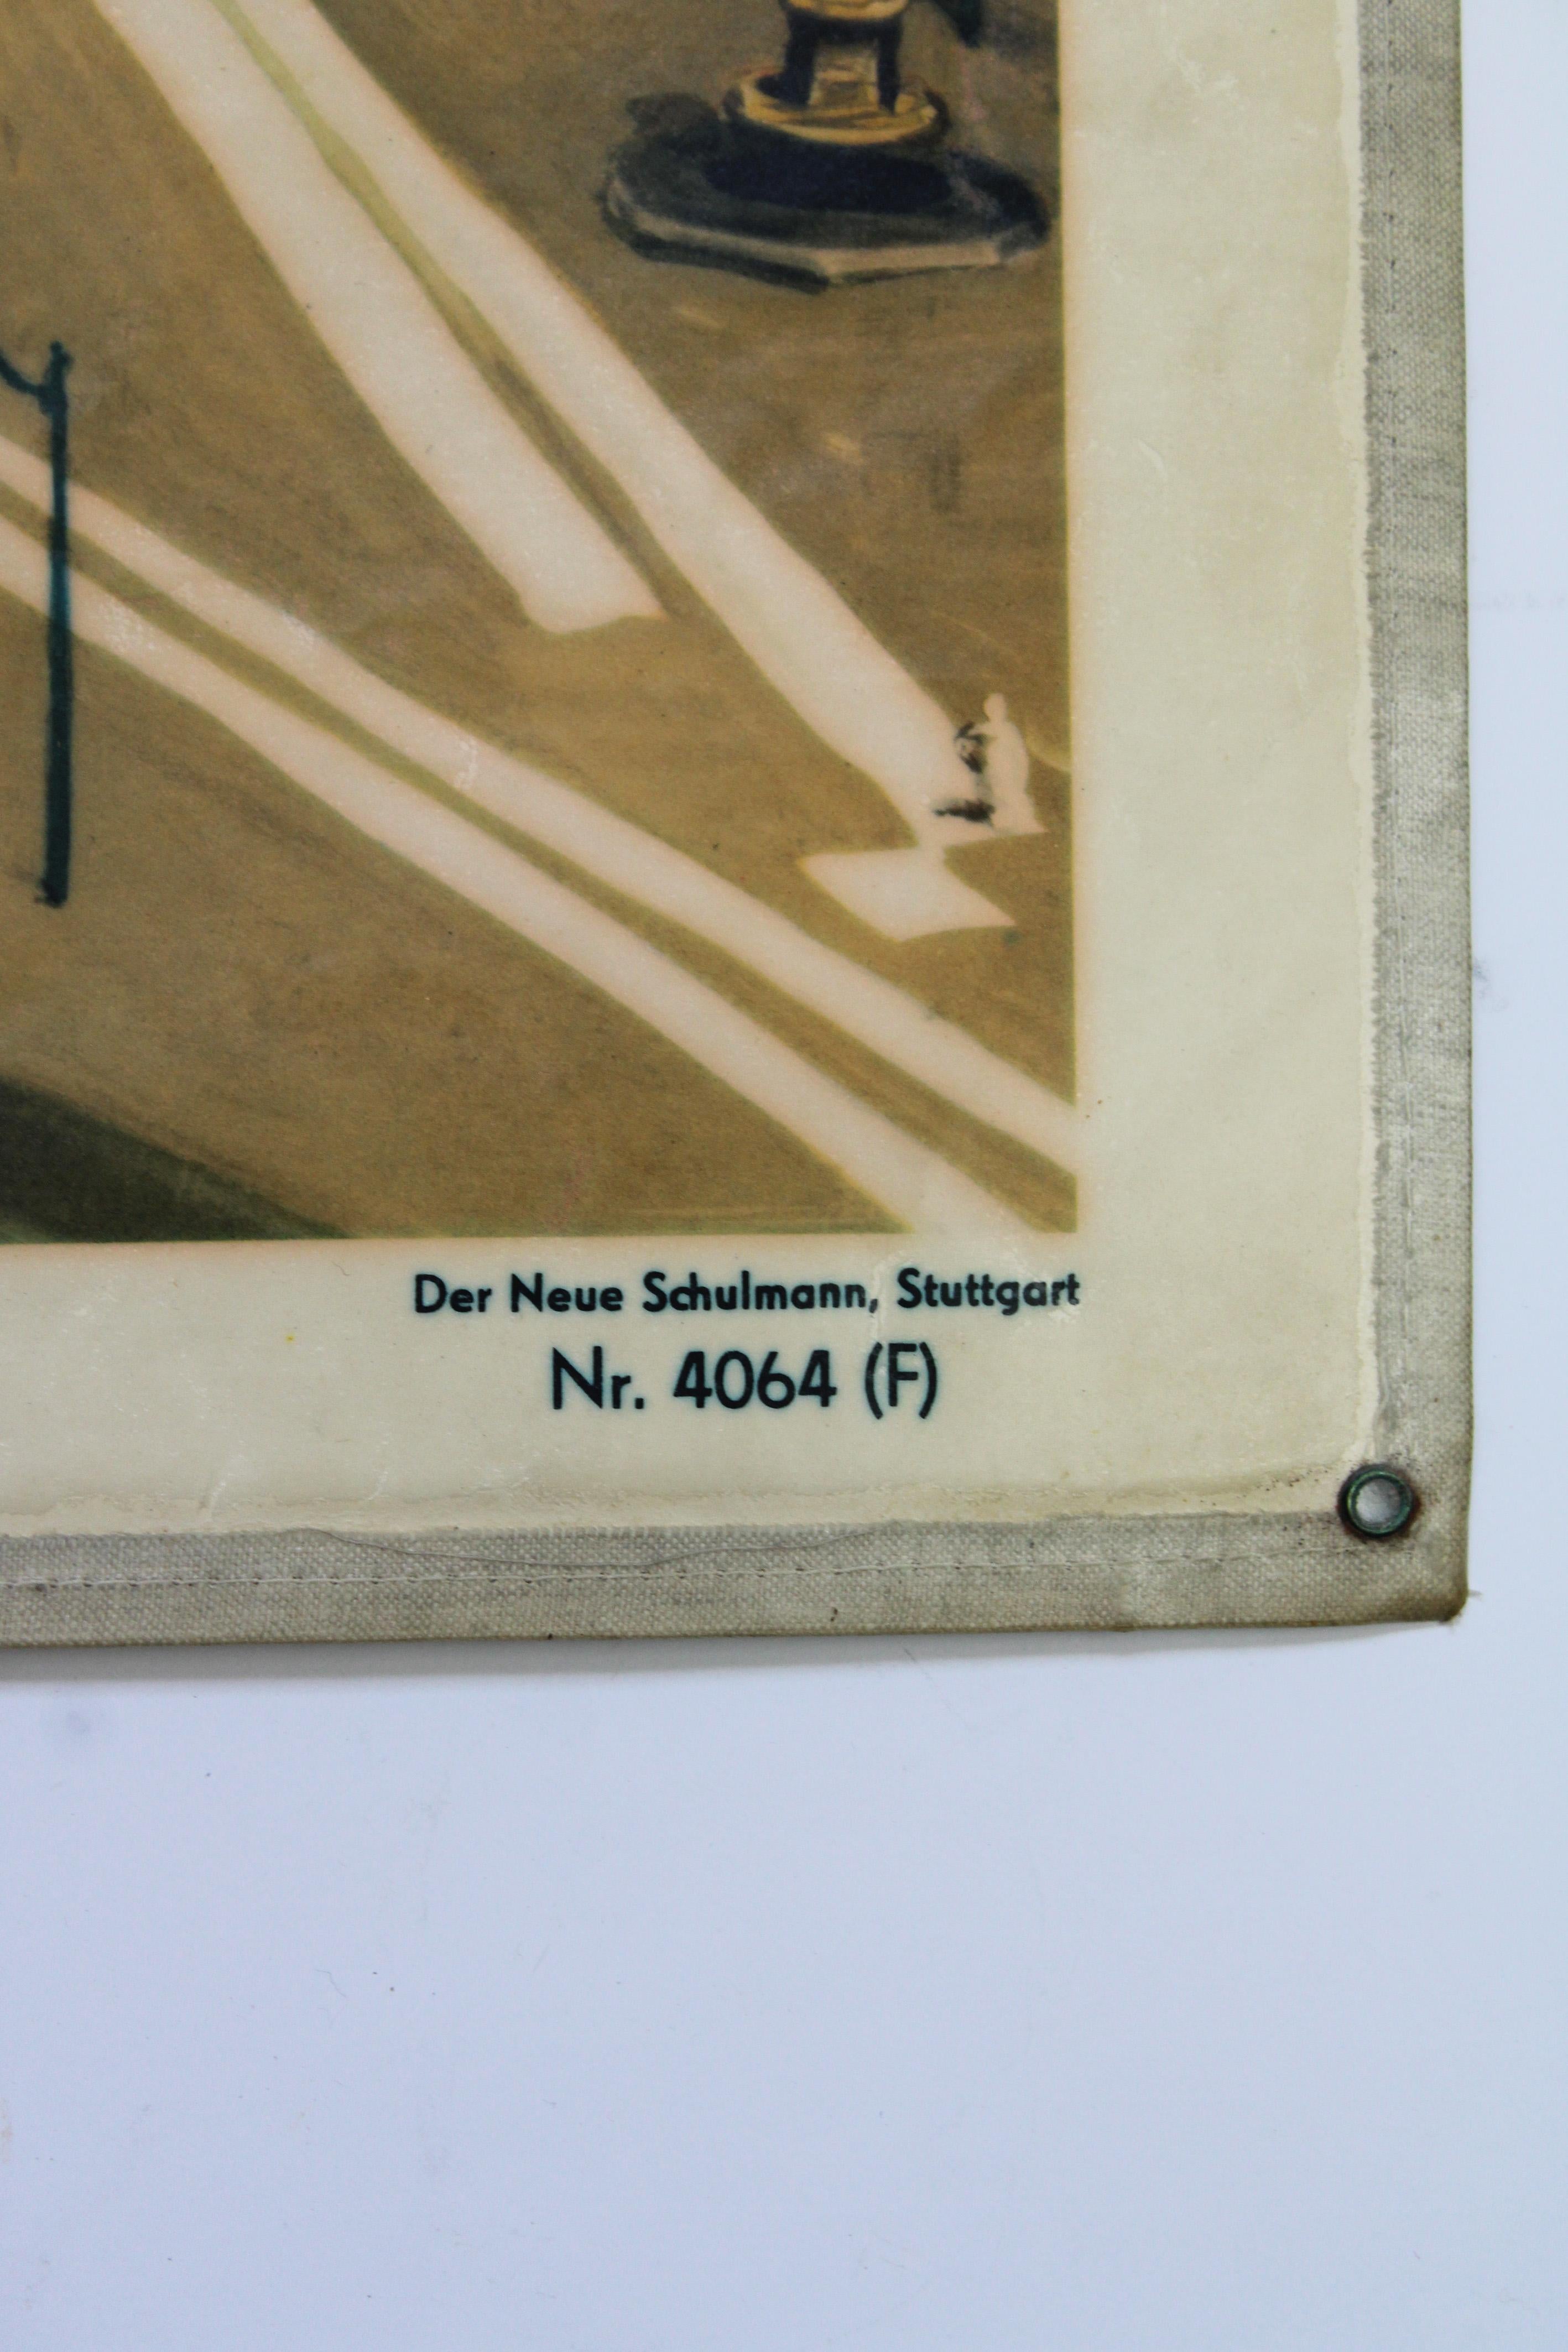 Der Neue Schulmann, Stuttgart
Nr. 4064 (F)